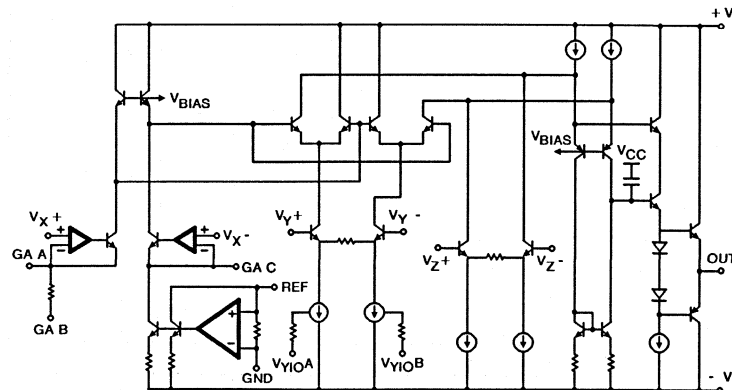 + V
VBIAS
VBIAS
VCC
VX+
VX-
VY+
VY-
GA A
GA C
VZ+
VZ-
OUT
REF
GA B
GND
VYIOA
VYIOB
- V